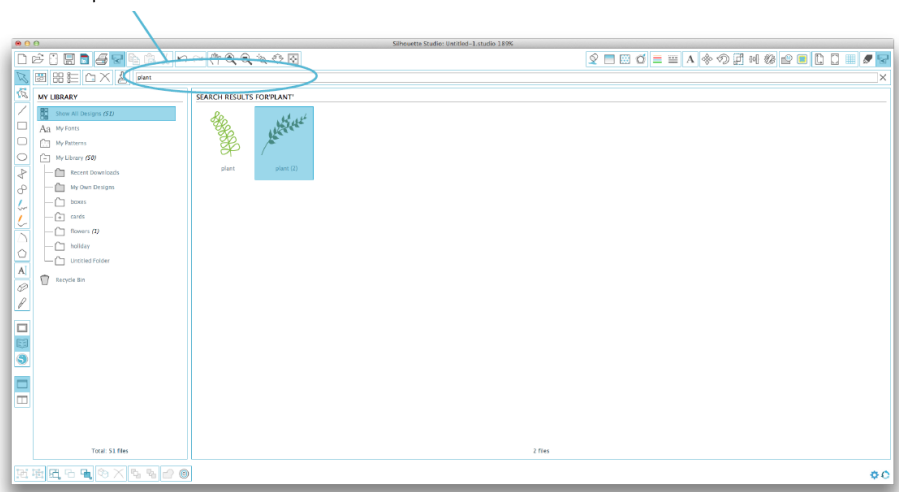 Silhouette Studio: Untitled-1.studio 189%
plant
MY LIBRARY
SEARCH RESULTS FOR'PLANT'
Show All Designs (51)
Aa My Fonts
My Patterns
My Library (50)
Recent Downloads
My Own Designs
boxes
cards
flowers (1)
holiday
Untitled Folder
Recycle Bin
plant
plant (2)
Total: 51 files
2 files